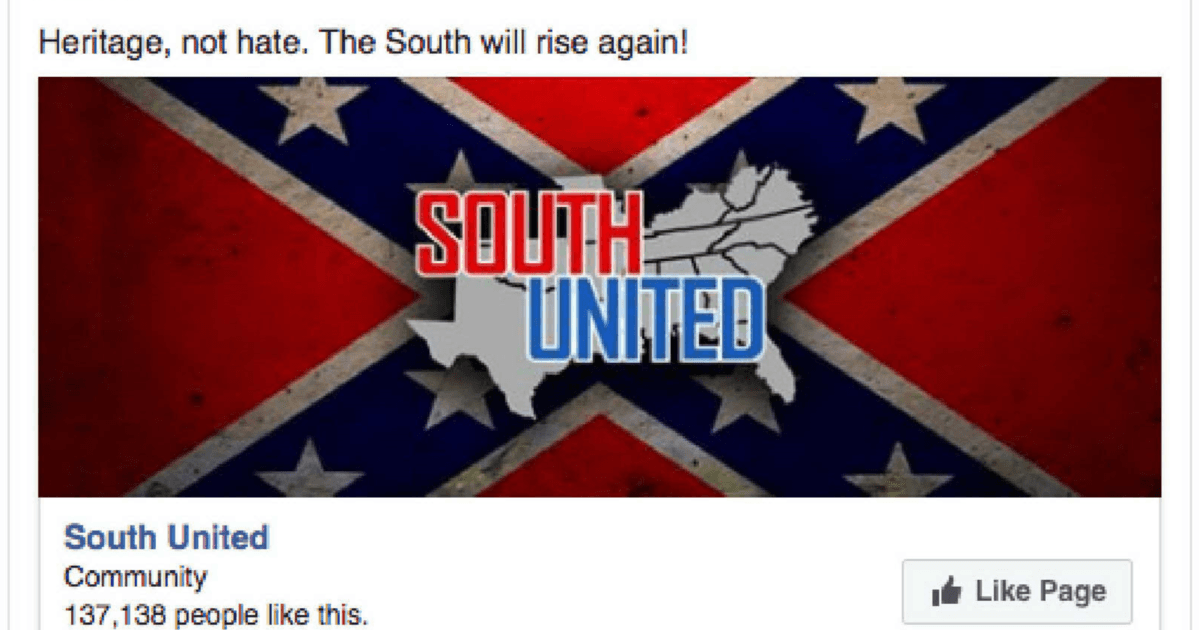 Heritage, not hate. The South will rise again!
SOUTH
UNITED
South United
Community
137,138 people like this.
Like Page